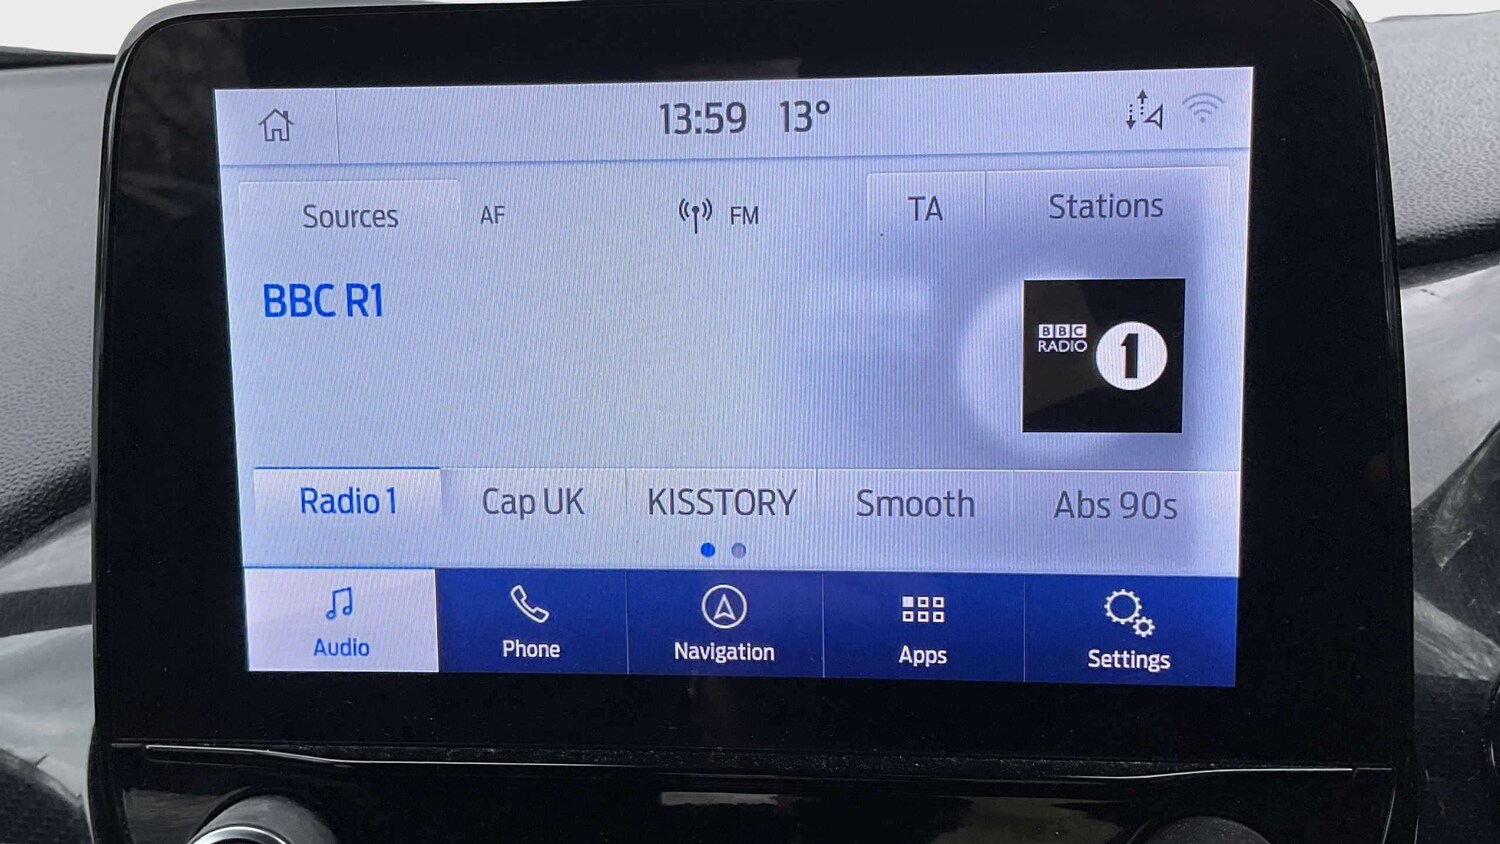 13:59 13°
Sources AF FM TA Stations
BBC R1
BBC
RADIO 1
Radio 1 Cap UK KISSTORY Smooth Abs 90s
Audio Phone Navigation Apps Settings